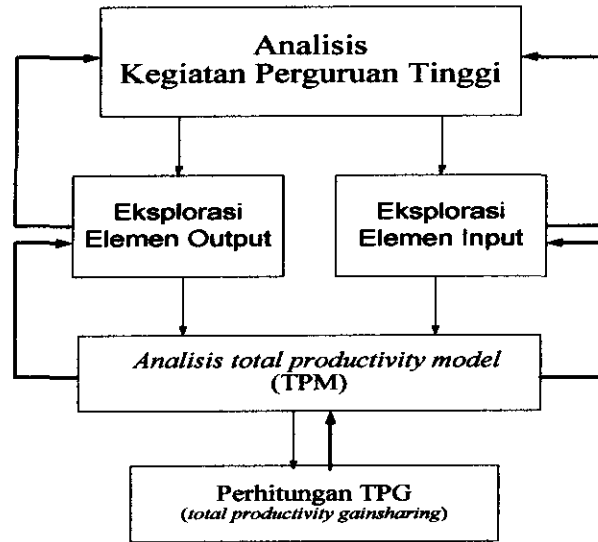 Analisis
Kegiatan Perguruan Tinggi
Eksplorasi
Elemen Output
Eksplorasi
Elemen Input
Analisis total productivity model
(TPM)
Perhitungan TPG
(total productivity gainsharing)